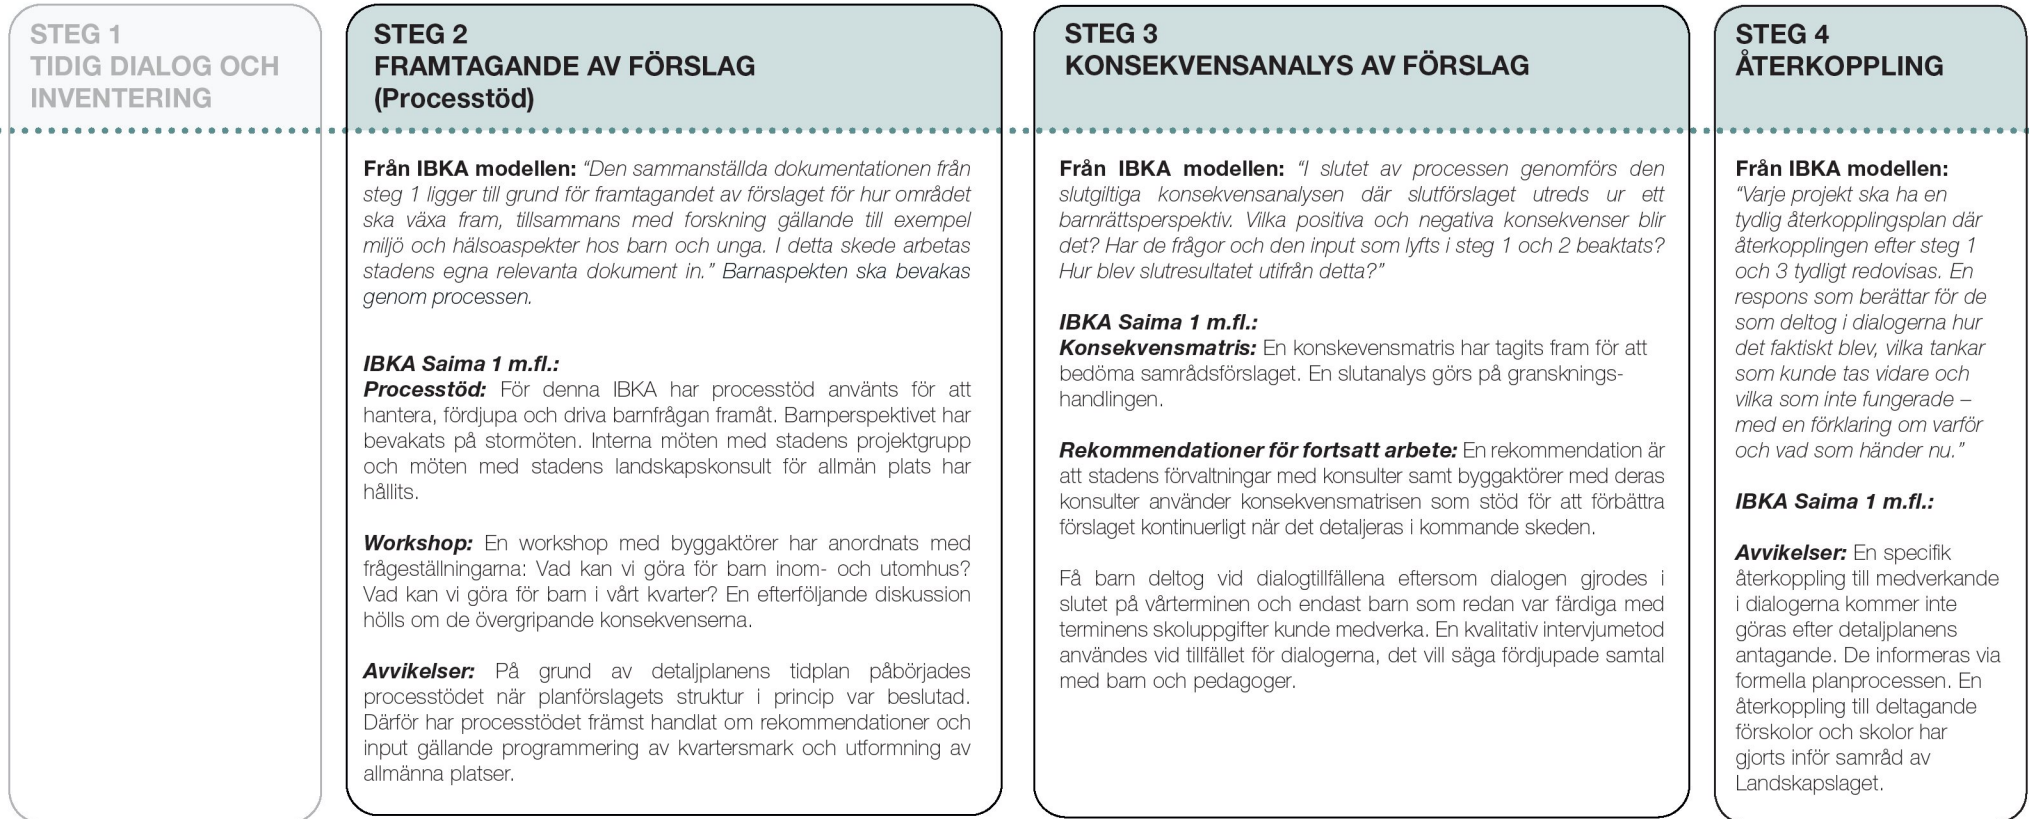 STEG 1
TIDIG DIALOG OCH
INVENTERING
STEG 2
FRAMTAGANDE AV FÖRSLAG
(Processtöd)
Från IBKA modellen: “Den sammanställda dokumentationen från
steg 1 ligger till grund för framtagandet av förslaget för hur området
ska växa fram, tillsammans med forskning gällande till exempel
miljö och hälsoaspekter hos barn och unga. I detta skede arbetas
stadens egna relevanta dokument in.” Barnaspekten ska bevakas
genom processen.
IBKA Saima 1 m.fl.:
Processtöd: För denna IBKA har processtöd använts för att
hantera, fördjupa och driva barnfrågan framåt. Barnperspektivet har
bevakats på stormöten. Interna möten med stadens projektgrupp
och möten med stadens landskapskonsult för allmän plats har
hållits.
Workshop: En workshop med byggaktörer har anordnats med
frågeställningarna: Vad kan vi göra för barn inom- och utomhus?
Vad kan vi göra för barn i vårt kvarter? En efterföljande diskussion
hölls om de övergripande konsekvenserna.
Avvikelser: På grund av detaljplanens tidplan påbörjades
processtödet när planförslagets struktur i princip var beslutad.
Därför har processtödet främst handlat om rekommendationer och
input gällande programmering av kvartersmark och utformning av
allmänna platser.
STEG 3
KONSEKVENSANALYS AV FÖRSLAG
Från IBKA modellen: “I slutet av processen genomförs den
slutgiltiga konsekvensanalysen där slutförslaget utreds ur ett
barnrättsperspektiv. Vilka positiva och negativa konsekvenser blir
det? Har de frågor och den input som lyfts i steg 1 och 2 beaktats?
Hur blev slutresultatet utifrån detta?”
IBKA Saima 1 m.fl.:
Konsekvensmatris: En konskevensmatris har tagits fram för att
bedöma samrådsförslaget. En slutanalys görs på gransknings-
handlingen.
Rekommendationer för fortsatt arbete: En rekommendation är
att stadens förvaltningar med konsulter samt byggaktörer med deras
konsulter använder konsekvensmatrisen som stöd för att förbättra
förslaget kontinuerligt när det detaljeras i kommande skeden.
Få barn deltog vid dialogtillfällena eftersom dialogen gjrodes i
slutet på vårterminen och endast barn som redan var färdiga med
terminens skoluppgifter kunde medverka. En kvalitativ intervjumetod
användes vid tillfället för dialogerna, det vill säga fördjupade samtal
med barn och pedagoger.
STEG 4
ÅTERKOPPLING
Från IBKA modellen:
“Varje projekt ska ha en
tydlig återkopplingsplan där
återkopplingen efter steg 1
och 3 tydligt redovisas. En
respons som berättar för de
som deltog i dialogerna hur
det faktiskt blev, vilka tankar
som kunde tas vidare och
vilka som inte fungerade –
med en förklaring om varför
och vad som händer nu.”
IBKA Saima 1 m.fl.:
Avvikelser: En specifik
återkoppling till medverkande
i dialogerna kommer inte
göras efter detaljplanens
antagande. De informeras via
formella planprocessen. En
återkoppling till deltagande
förskolor och skolor har
gjorts inför samråd av
Landskapslaget.